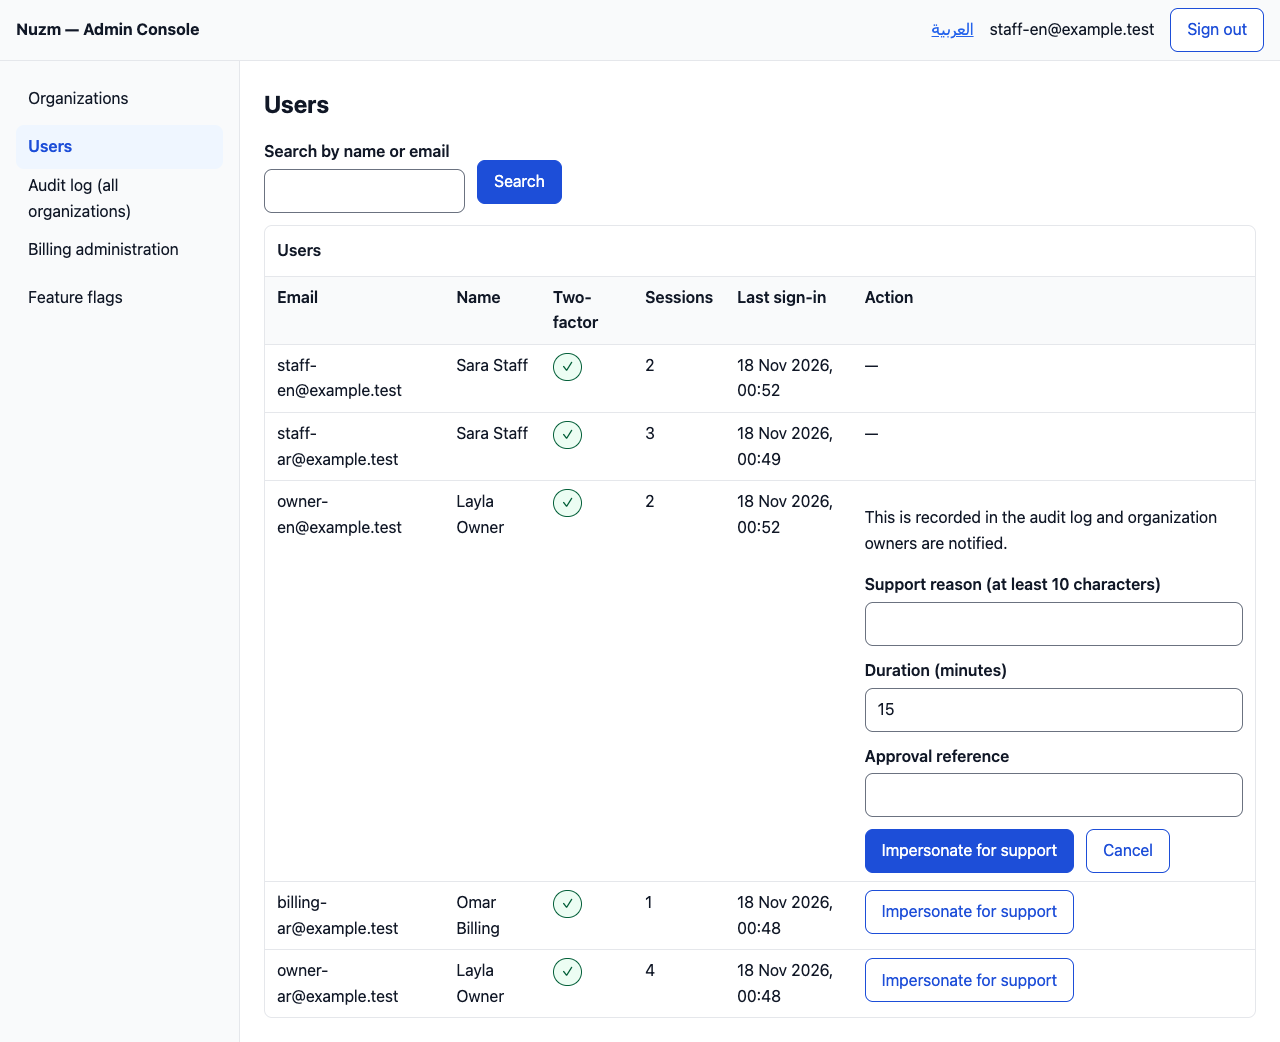 Nuzm — Admin Console
العربية
staff-en@example.test
Sign out
Organizations
Users
Audit log (all
organizations)
Billing administration
Feature flags
Users
Search by name or email
Search
Users
Email
Name
Two-
factor
Sessions
Last sign-in
Action
staff-
en@example.test
Sara Staff
2
18 Nov 2026,
00:52
—
staff-
ar@example.test
Sara Staff
3
18 Nov 2026,
00:49
—
owner-
en@example.test
Layla
Owner
2
18 Nov 2026,
00:52
This is recorded in the audit log and organization
owners are notified.
Support reason (at least 10 characters)
Duration (minutes)
15
Approval reference
Impersonate for support
Cancel
billing-
ar@example.test
Omar
Billing
1
18 Nov 2026,
00:48
Impersonate for support
owner-
ar@example.test
Layla
Owner
4
18 Nov 2026,
00:48
Impersonate for support